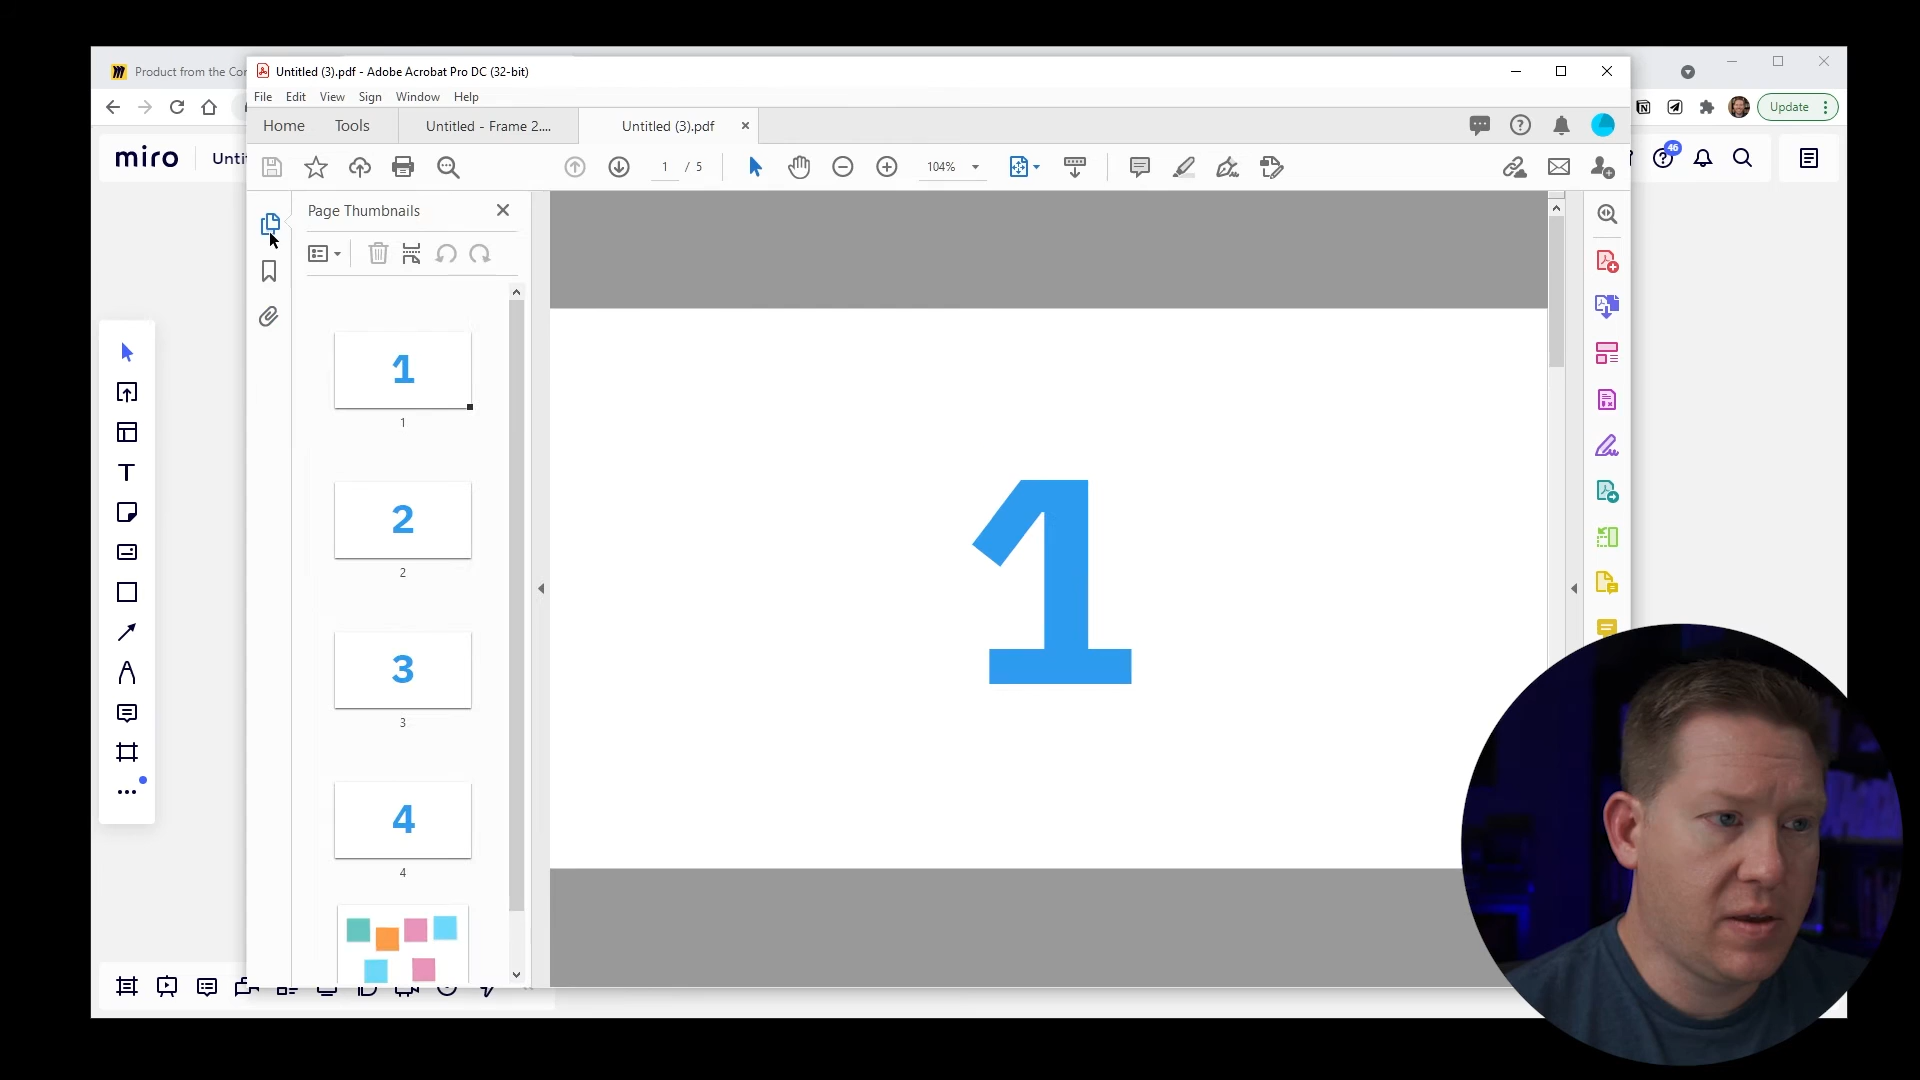 Product from the Cor
Untitled (3).pdf - Adobe Acrobat Pro DC (32-bit)
File Edit View Sign Window Help
Update
Home Tools Untitled - Frame 2.... Untitled (3).pdf
miro Unti
1 / 5 104%
46
Page Thumbnails
1
1
2
2
3
3
4
4
1